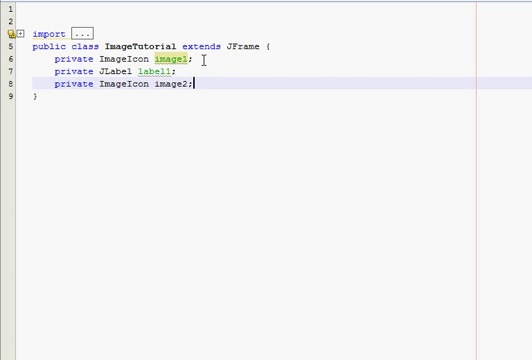 1
2
import ...
5 public class ImageTutorial extends JFrame {
6 private ImageIcon image1;
7 private JLabel label1;
8 private ImageIcon image2;
9 }